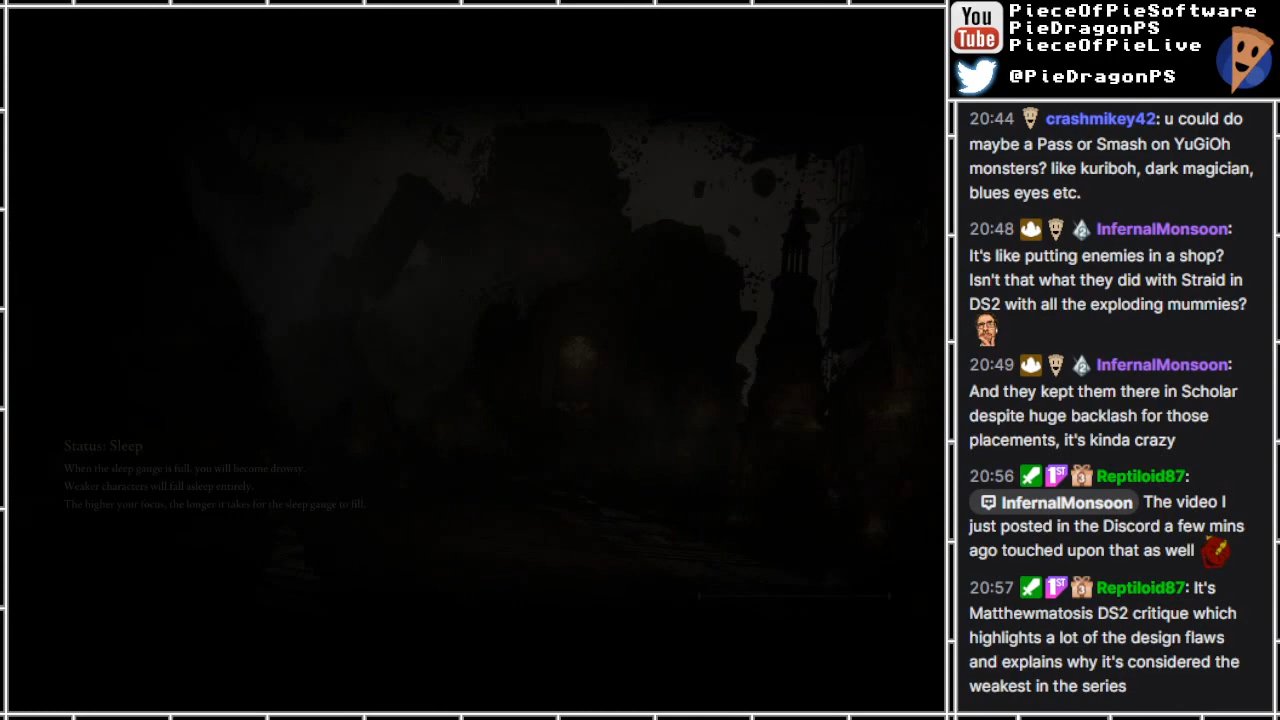 You
Tube
PieceOfPieSoftware
PieDragonPS
PieceOfPieLive
@PieDragonPS
20:44 crashmikey42: u could do
maybe a Pass or Smash on YuGiOh
monsters? like kuriboh, dark magician,
blues eyes etc.
20:48 InfernalMonsoon:
It's like putting enemies in a shop?
Isn't that what they did with Straid in
DS2 with all the exploding mummies?
20:49 InfernalMonsoon:
And they kept them there in Scholar
despite huge backlash for those
placements, it's kinda crazy
20:56 1ST 3 Reptiloid87:
InfernalMonsoon The video I
just posted in the Discord a few mins
ago touched upon that as well
20:57 1ST 3 Reptiloid87: It's
Matthewmatosis DS2 critique which
highlights a lot of the design flaws
and explains why it's considered the
weakest in the series
Status: Sleep
When the sleep gauge is full, you will become drowsy.
Weaker characters will fall asleep entirely.
The higher your focus, the longer it takes for the sleep gauge to fill.